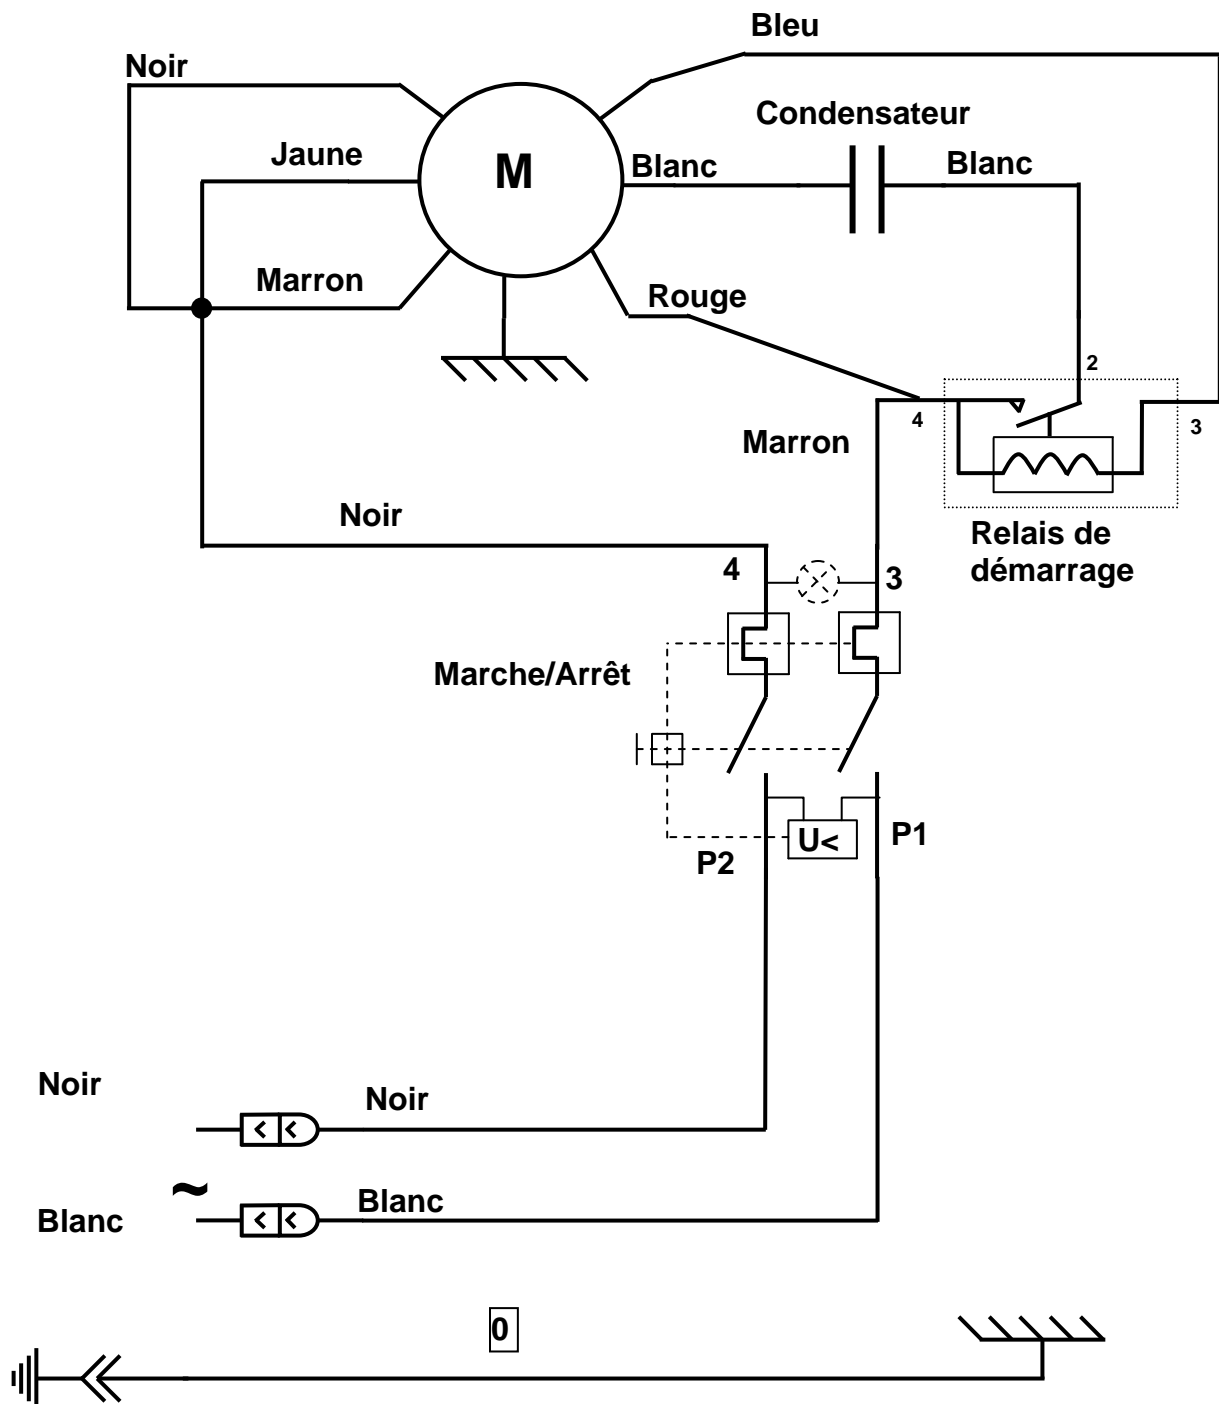 Bleu
Noir
Condensateur
Jaune
M
Blanc
Blanc
Marron
Rouge
2
4
3
Marron
Noir
Relais de
démarrage
4
3
Marche/Arrêt
U<
P1
P2
Noir
Noir
~
Blanc
Blanc
0